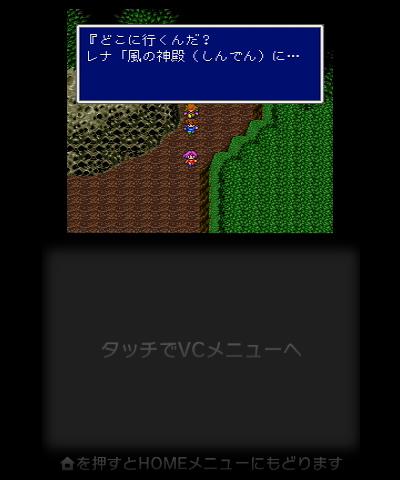 『どこに行くんだ？
レナ「風の神殿（しんでん）に…
タッチでVCメニューへ
を押すとHOMEメニューにもどります